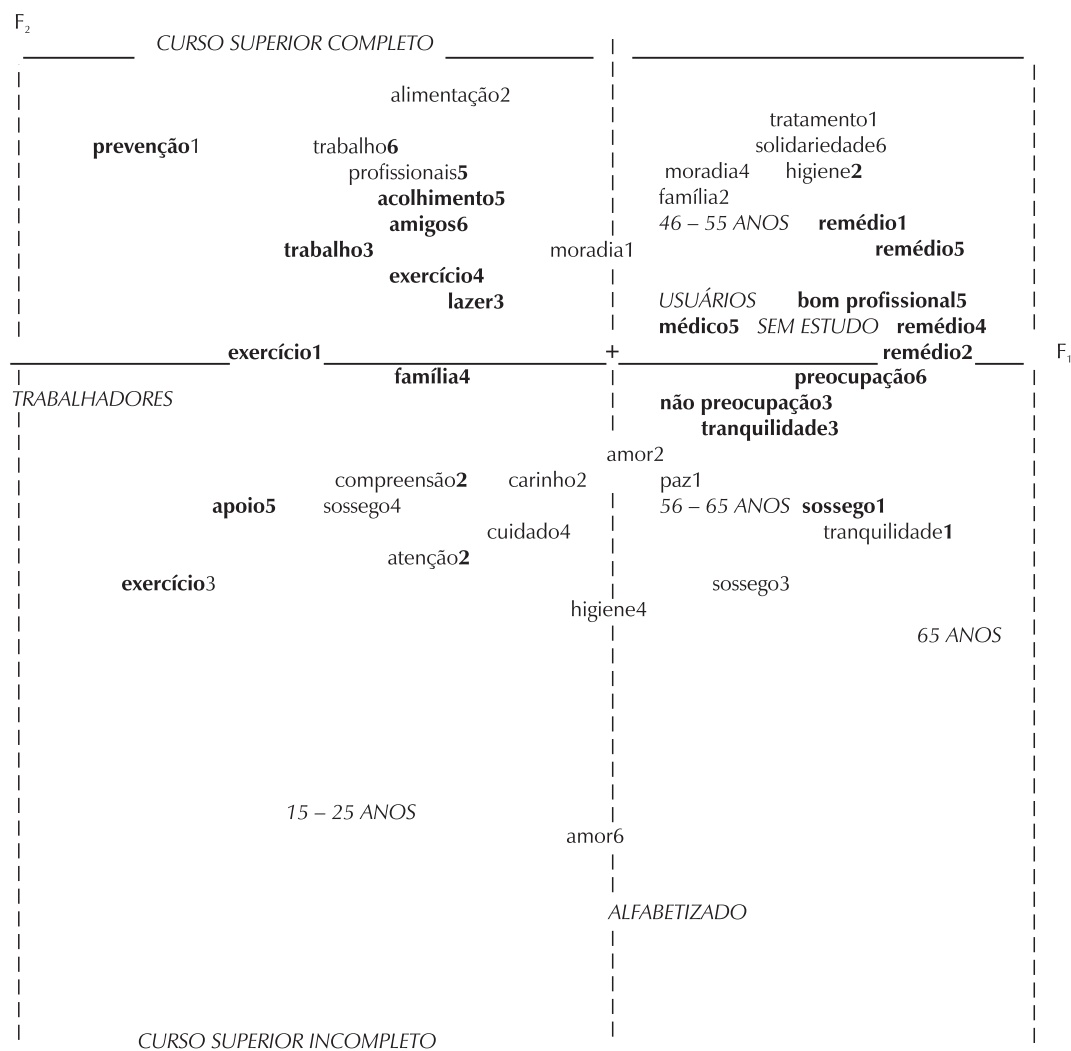 F2
CURSO SUPERIOR COMPLETO
alimentação2
tratamento1
prevenção1 trabalho6 solidariedade6
profissionais5 moradia4 higiene2
acolhimento5 família2
amigos6 46 – 55 ANOS remédio1
trabalho3 moradia1 remédio5
exercício4
lazer3 USUÁRIOS bom profissional5
médico5 SEM ESTUDO remédio4
exercício1 + remédio2 F1
família4 preocupação6
TRABALHADORES não preocupação3
tranquilidade3
amor2
compreensão2 carinho2 paz1
apoio5 sossego4 56 – 65 ANOS sossego1
cuidado4 tranquilidade1
atenção2
exercício3 sossego3
higiene4
65 ANOS
15 – 25 ANOS
amor6
ALFABETIZADO
CURSO SUPERIOR INCOMPLETO